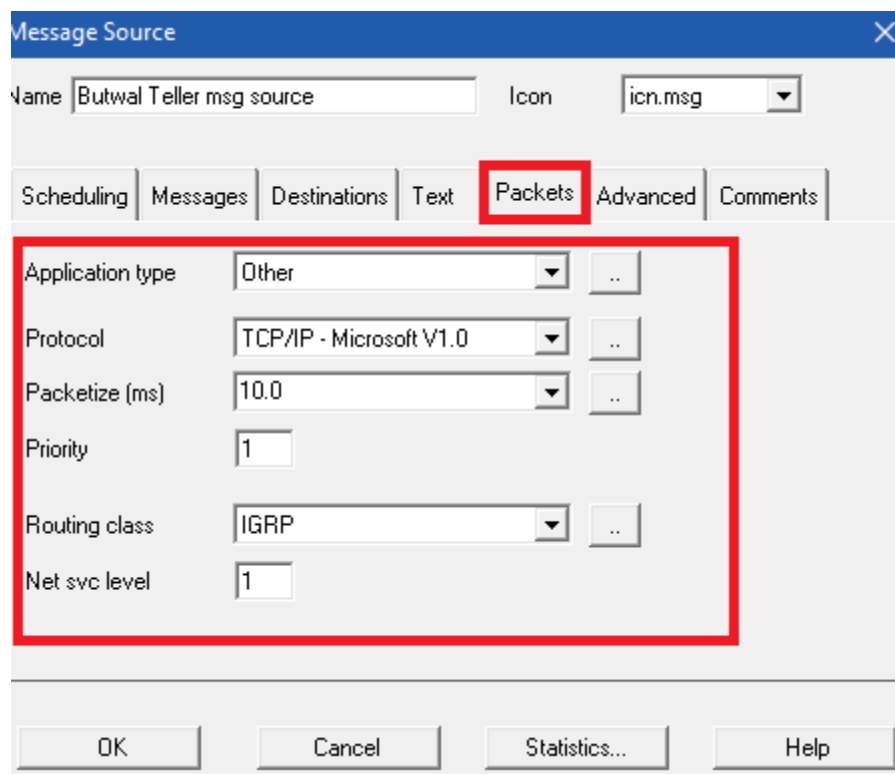 Message Source
Name Butwal Teller msg source Icon icn.msg
Scheduling Messages Destinations Text Packets Advanced Comments
Application type Other ..
Protocol TCP/IP - Microsoft V1.0 ..
Packetize (ms) 10.0 ..
Priority 1
Routing class IGRP ..
Net svc level 1
OK Cancel Statistics... Help